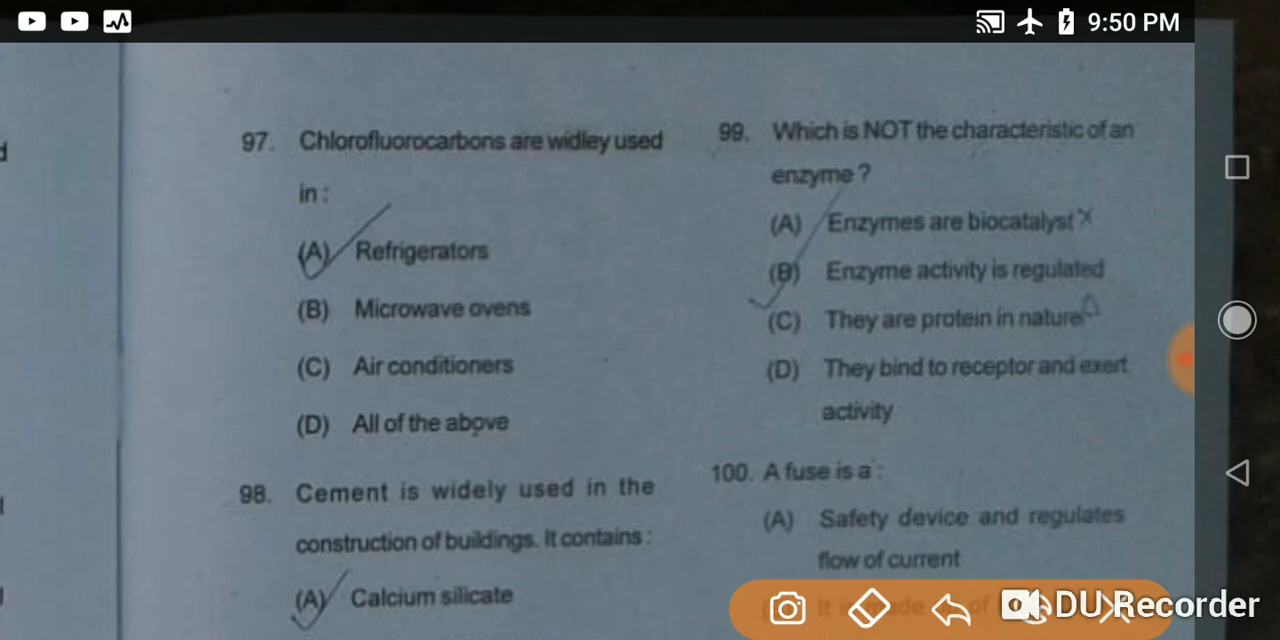 9:50 PM
97. Chlorofluorocarbons are widley used
in :
(A) Refrigerators
(B) Microwave ovens
(C) Air conditioners
(D) All of the above
98. Cement is widely used in the
construction of buildings. It contains :
(A) Calcium silicate
99. Which is NOT the characteristic of an
enzyme ?
(A) Enzymes are biocatalyst
(B) Enzyme activity is regulated
(C) They are protein in nature
(D) They bind to receptor and exert
activity
100. A fuse is a :
(A) Safety device and regulates
flow of current
DU Recorder